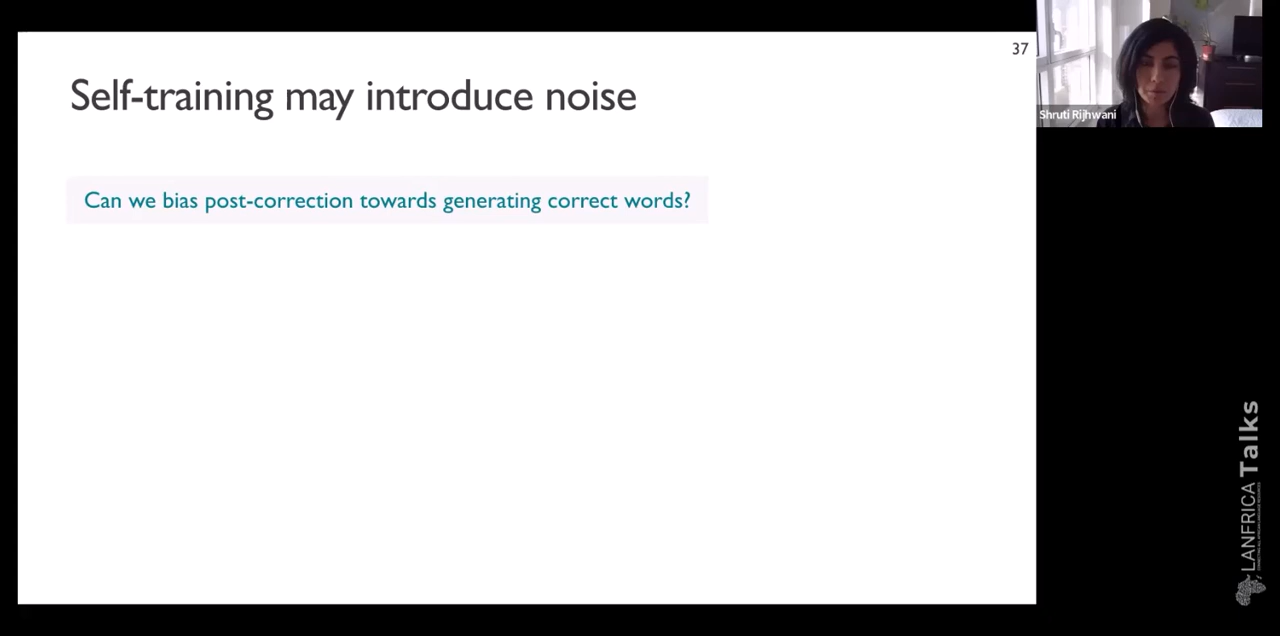 37
Self-training may introduce noise
Can we bias post-correction towards generating correct words?
Shruti Rijhwani
LANFRICA Talks